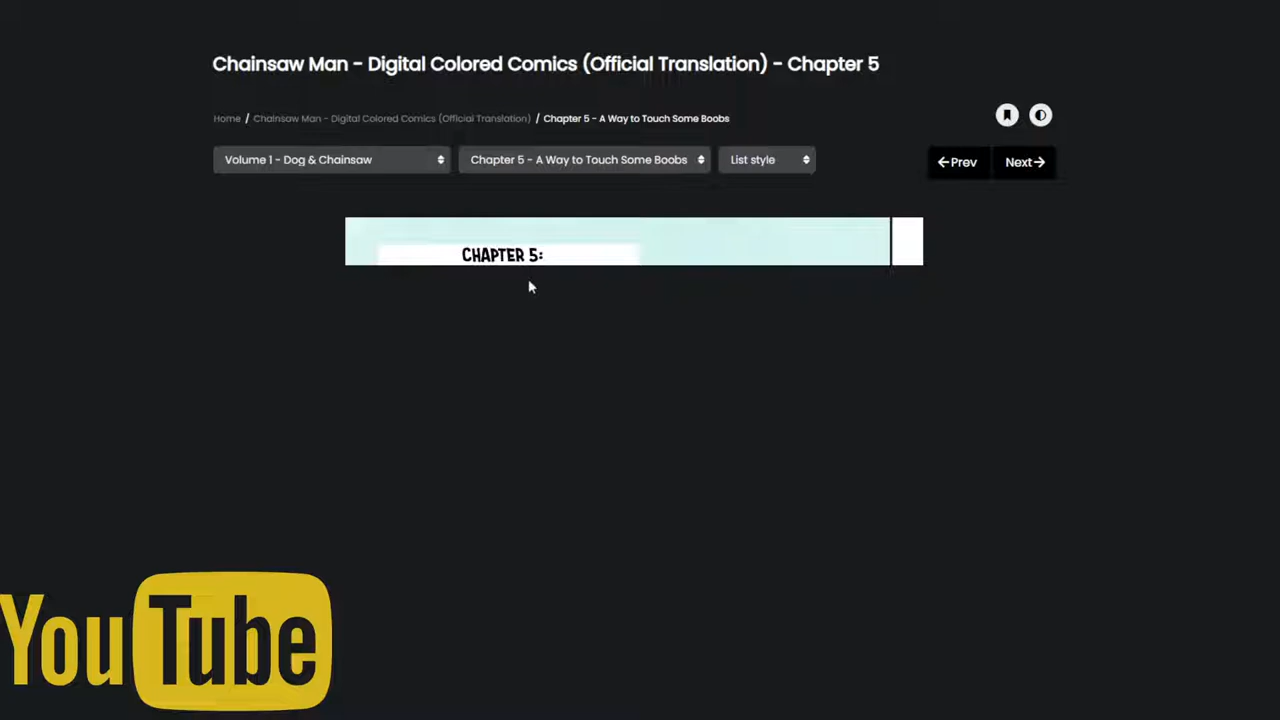 Chainsaw Man - Digital Colored Comics (Official Translation) - Chapter 5
Home / Chainsaw Man - Digital Colored Comics (Official Translation) / Chapter 5 - A Way to Touch Some Boobs
Volume 1 - Dog & Chainsaw
Chapter 5 - A Way to Touch Some Boobs
List style
Prev
Next
CHAPTER 5:
YouTube